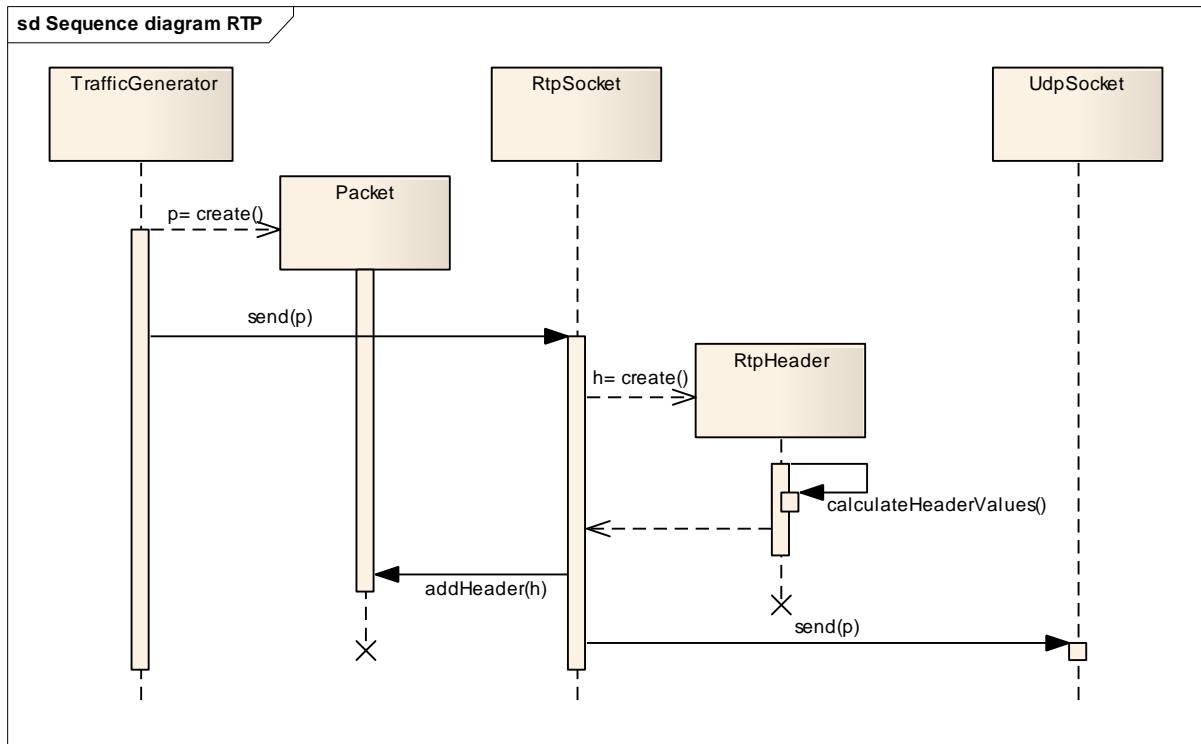 sd Sequence diagram RTP
TrafficGenerator
RtpSocket
UdpSocket
Packet
p= create()
send(p)
RtpHeader
h= create()
calculateHeaderValues()
addHeader(h)
send(p)